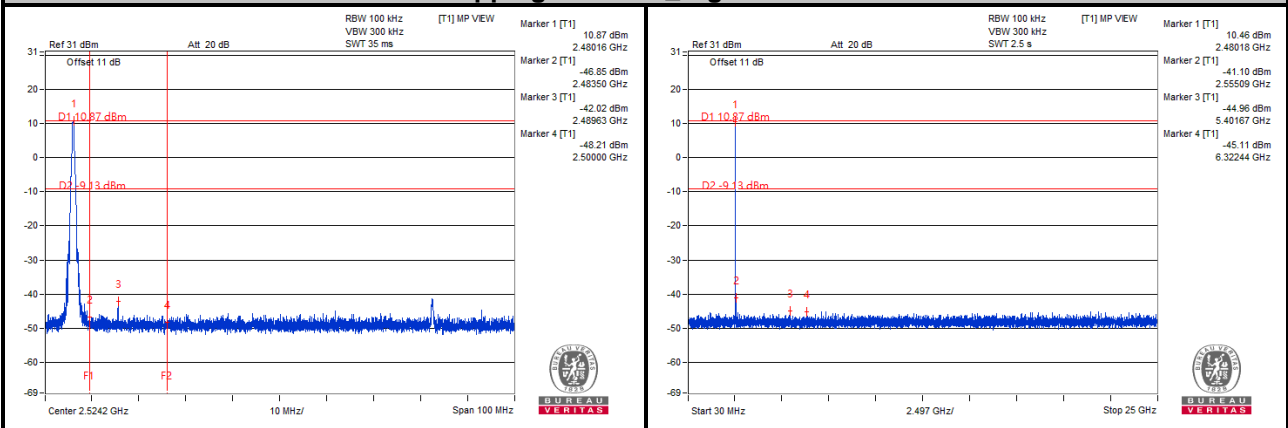 RBW 100 kHz [T1] MP VIEW
VBW 300 kHz
Ref 31 dBm Att 20 dB SWT 35 ms
Offset 11 dB
Marker 1 [T1]
10.87 dBm
2.48016 GHz
Marker 2 [T1]
-46.85 dBm
2.48350 GHz
Marker 3 [T1]
-42.02 dBm
2.48963 GHz
Marker 4 [T1]
-48.21 dBm
2.50000 GHz
31
20
10
0
-10
-20
-30
-40
-50
-60
-69
1
D1 10.87 dBm
D2 -9.13 dBm
2
3
4
F1
F2
Center 2.5242 GHz 10 MHz/ Span 100 MHz
BUREAU
VERITAS
RBW 100 kHz [T1] MP VIEW
VBW 300 kHz
Ref 31 dBm Att 20 dB SWT 2.5 s
Offset 11 dB
Marker 1 [T1]
10.46 dBm
2.48018 GHz
Marker 2 [T1]
-41.10 dBm
2.55509 GHz
Marker 3 [T1]
-44.96 dBm
5.40167 GHz
Marker 4 [T1]
-45.11 dBm
6.32244 GHz
31
20
10
0
-10
-20
-30
-40
-50
-60
-69
1
D1 10.87 dBm
D2 -9.13 dBm
2
3 4
Start 30 MHz 2.497 GHz/ Stop 25 GHz
BUREAU
VERITAS